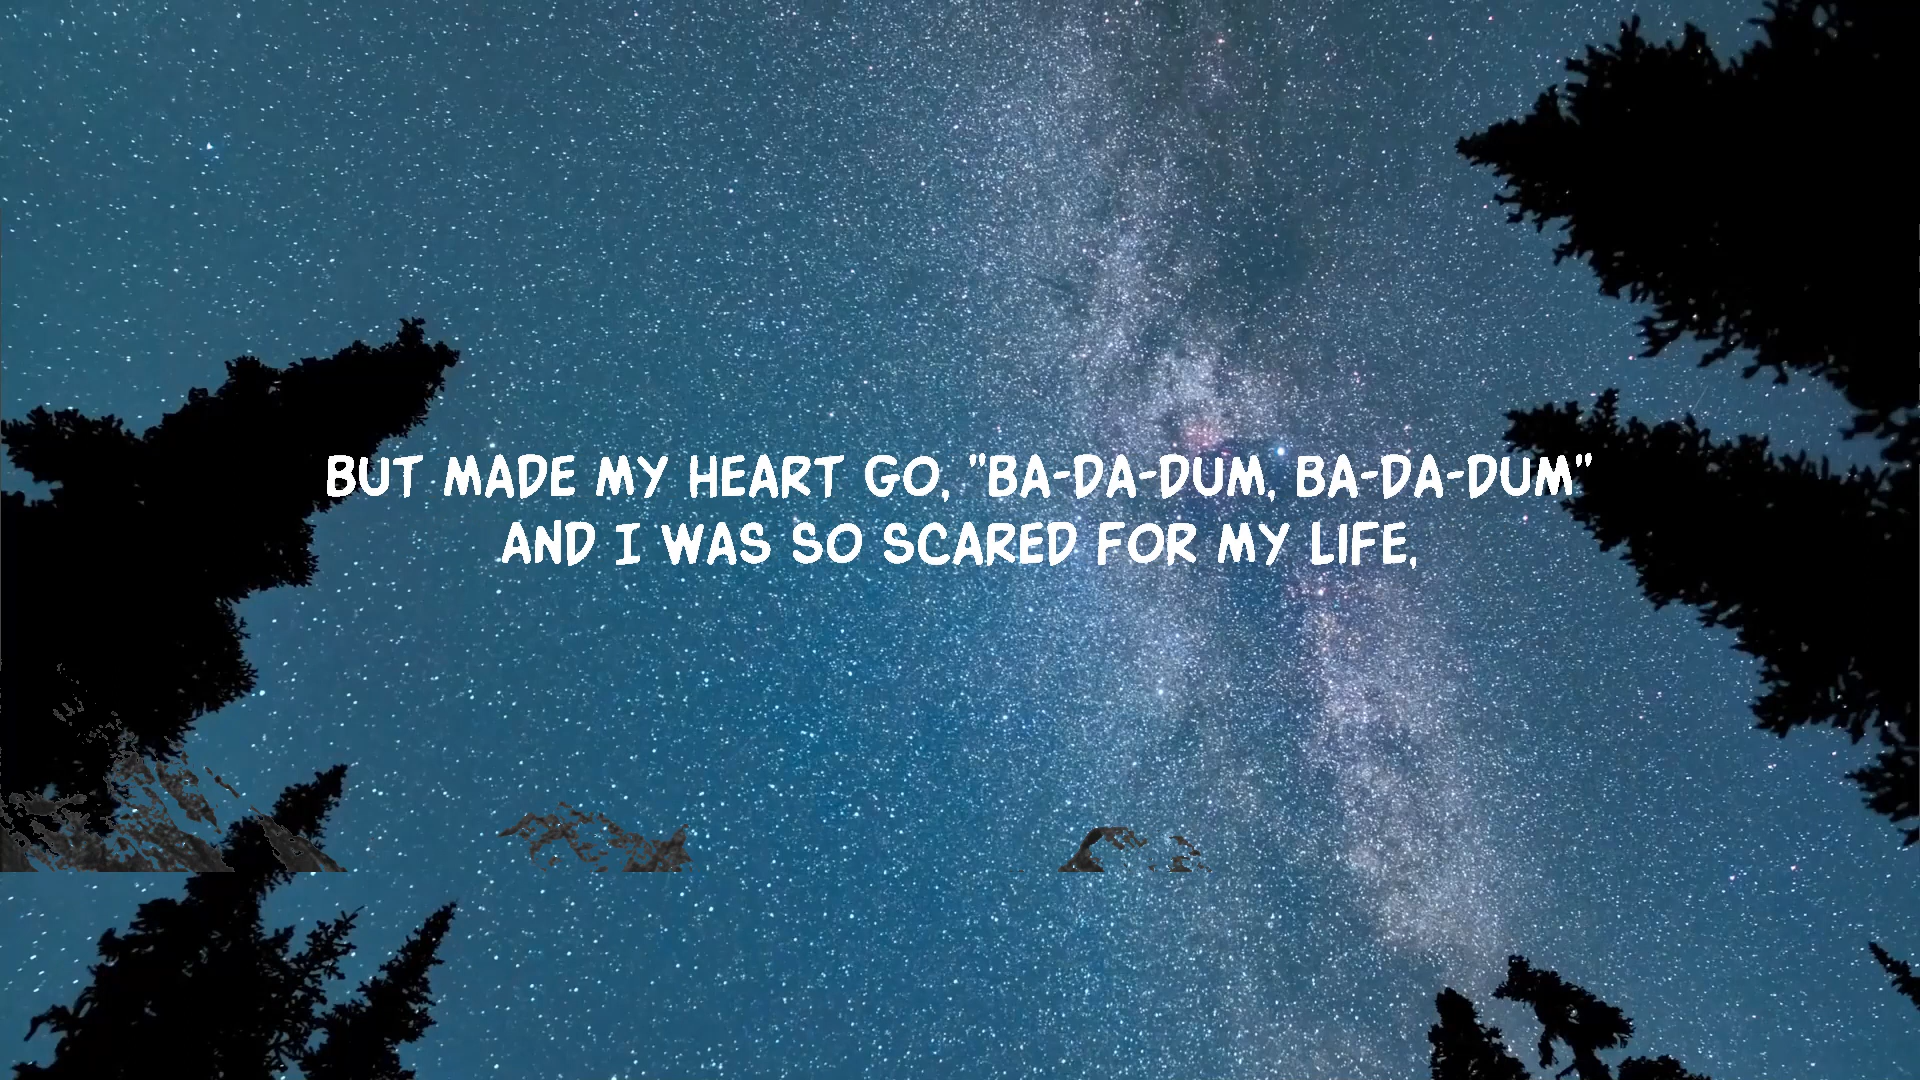 BUT MADE MY HEART GO, "BA-DA-DUM, BA-DA-DUM"
AND I WAS SO SCARED FOR MY LIFE,